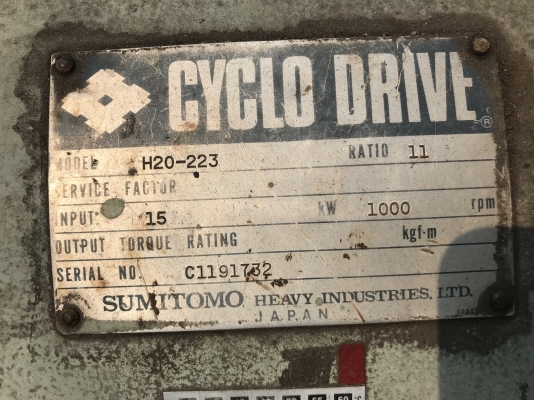 CYCLO DRIVE ®
MODEL H20-223 RATIO 11
SERVICE FACTOR
INPUT 15 kW 1000 rpm
OUTPUT TORQUE RATING kgf-m
SERIAL NO. C1191732
SUMITOMO HEAVY INDUSTRIES, LTD.
JAPAN